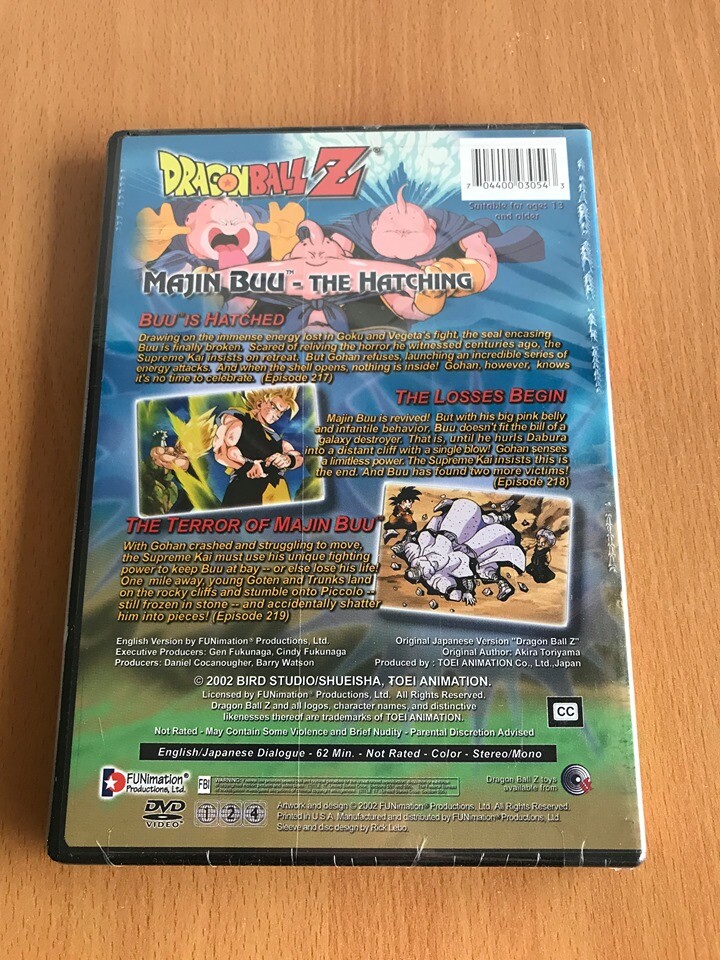 DRAGON BALL Z
7 04400 03054 3
Suitable for ages 13
and older
MAJIN BUU™ - THE HATCHING
BUU™ IS HATCHED
Drawing on the immense energy lost in Goku and Vegeta's fight, the seal encasing
Buu is finally broken. Scared of reliving the horror he witnessed centuries ago, the
Supreme Kai insists on retreat. But Gohan refuses, launching an incredible series of
energy attacks. And when the shell opens, nothing is inside! Gohan, however, knows
it's no time to celebrate. (Episode 217)
THE LOSSES BEGIN
Majin Buu is revived! But with his big pink belly
and infantile behavior, Buu doesn't fit the bill of a
galaxy destroyer. That is, until he hurls Dabura
into a distant cliff with a single blow! Gohan senses
a limitless power. The Supreme Kai insists this is
the end. And Buu has found two more victims!
(Episode 218)
THE TERROR OF MAJIN BUU™
With Gohan crashed and struggling to move,
the Supreme Kai must use his unique fighting
power to keep Buu at bay -- or else lose his life!
One mile away, young Goten and Trunks land
on the rocky cliffs and stumble onto Piccolo --
still frozen in stone -- and accidentally shatter
him into pieces! (Episode 219)
English Version by FUNimation® Productions, Ltd.
Executive Producers: Gen Fukunaga, Cindy Fukunaga
Producers: Daniel Cocanougher, Barry Watson
Original Japanese Version "Dragon Ball Z"
Original Author: Akira Toriyama
Produced by : TOEI ANIMATION Co., Ltd.,Japan
© 2002 BIRD STUDIO/SHUEISHA, TOEI ANIMATION.
Licensed by FUNimation® Productions, Ltd. All Rights Reserved.
Dragon Ball Z and all logos, character names, and distinctive
likenesses thereof are trademarks of TOEI ANIMATION.
CC
Not Rated - May Contain Some Violence and Brief Nudity - Parental Discretion Advised
English/Japanese Dialogue - 62 Min. - Not Rated - Color - Stereo/Mono
FUNimation®
Productions, Ltd.
FBI
WARNING
Dragon Ball Z toys
available from
DVD
VIDEO
1 2 4
Artwork and design © 2002 FUNimation® Productions, Ltd. All Rights Reserved.
Printed in U.S.A. Manufactured and distributed by FUNimation® Productions, Ltd.
Sleeve and disc design by Rick Lebo.